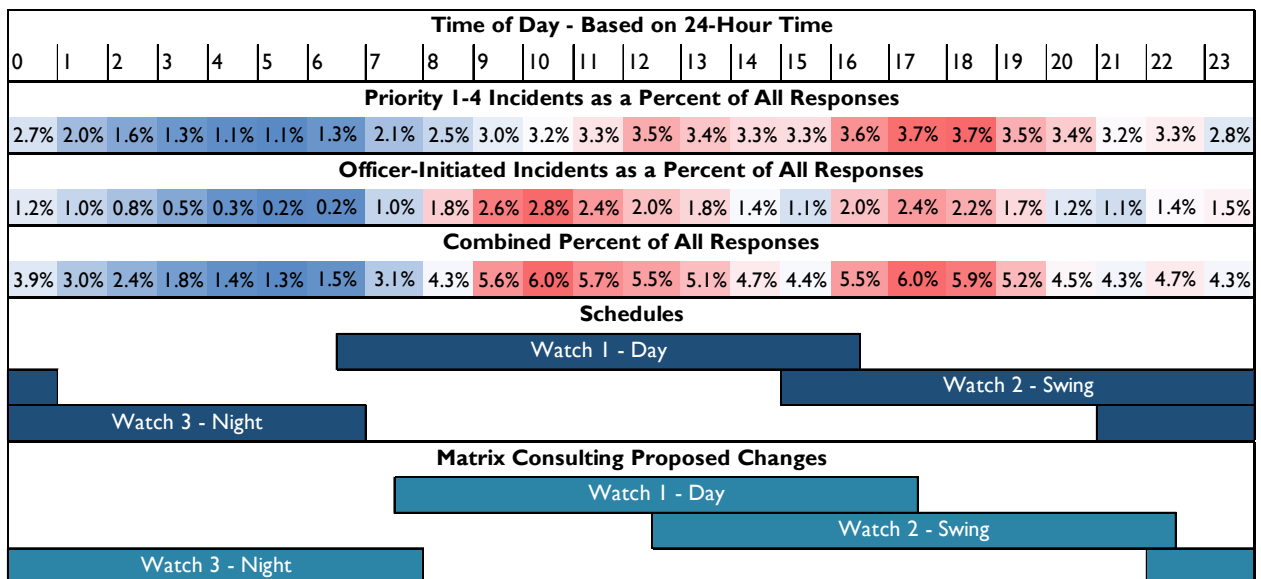 Time of Day - Based on 24-Hour Time
0 1 2 3 4 5 6 7 8 9 10 11 12 13 14 15 16 17 18 19 20 21 22 23
Priority 1-4 Incidents as a Percent of All Responses
2.7% 2.0% 1.6% 1.3% 1.1% 1.1% 1.3% 2.1% 2.5% 3.0% 3.2% 3.3% 3.5% 3.4% 3.3% 3.3% 3.6% 3.7% 3.7% 3.5% 3.4% 3.2% 3.3% 2.8%
Officer-Initiated Incidents as a Percent of All Responses
1.2% 1.0% 0.8% 0.5% 0.3% 0.2% 0.2% 1.0% 1.8% 2.6% 2.8% 2.4% 2.0% 1.8% 1.4% 1.1% 2.0% 2.4% 2.2% 1.7% 1.2% 1.1% 1.4% 1.5%
Combined Percent of All Responses
3.9% 3.0% 2.4% 1.8% 1.4% 1.3% 1.5% 3.1% 4.3% 5.6% 6.0% 5.7% 5.5% 5.1% 4.7% 4.4% 5.5% 6.0% 5.9% 5.2% 4.5% 4.3% 4.7% 4.3%
Schedules
Watch 1 - Day
Watch 2 - Swing
Watch 3 - Night
Matrix Consulting Proposed Changes
Watch 1 - Day
Watch 2 - Swing
Watch 3 - Night